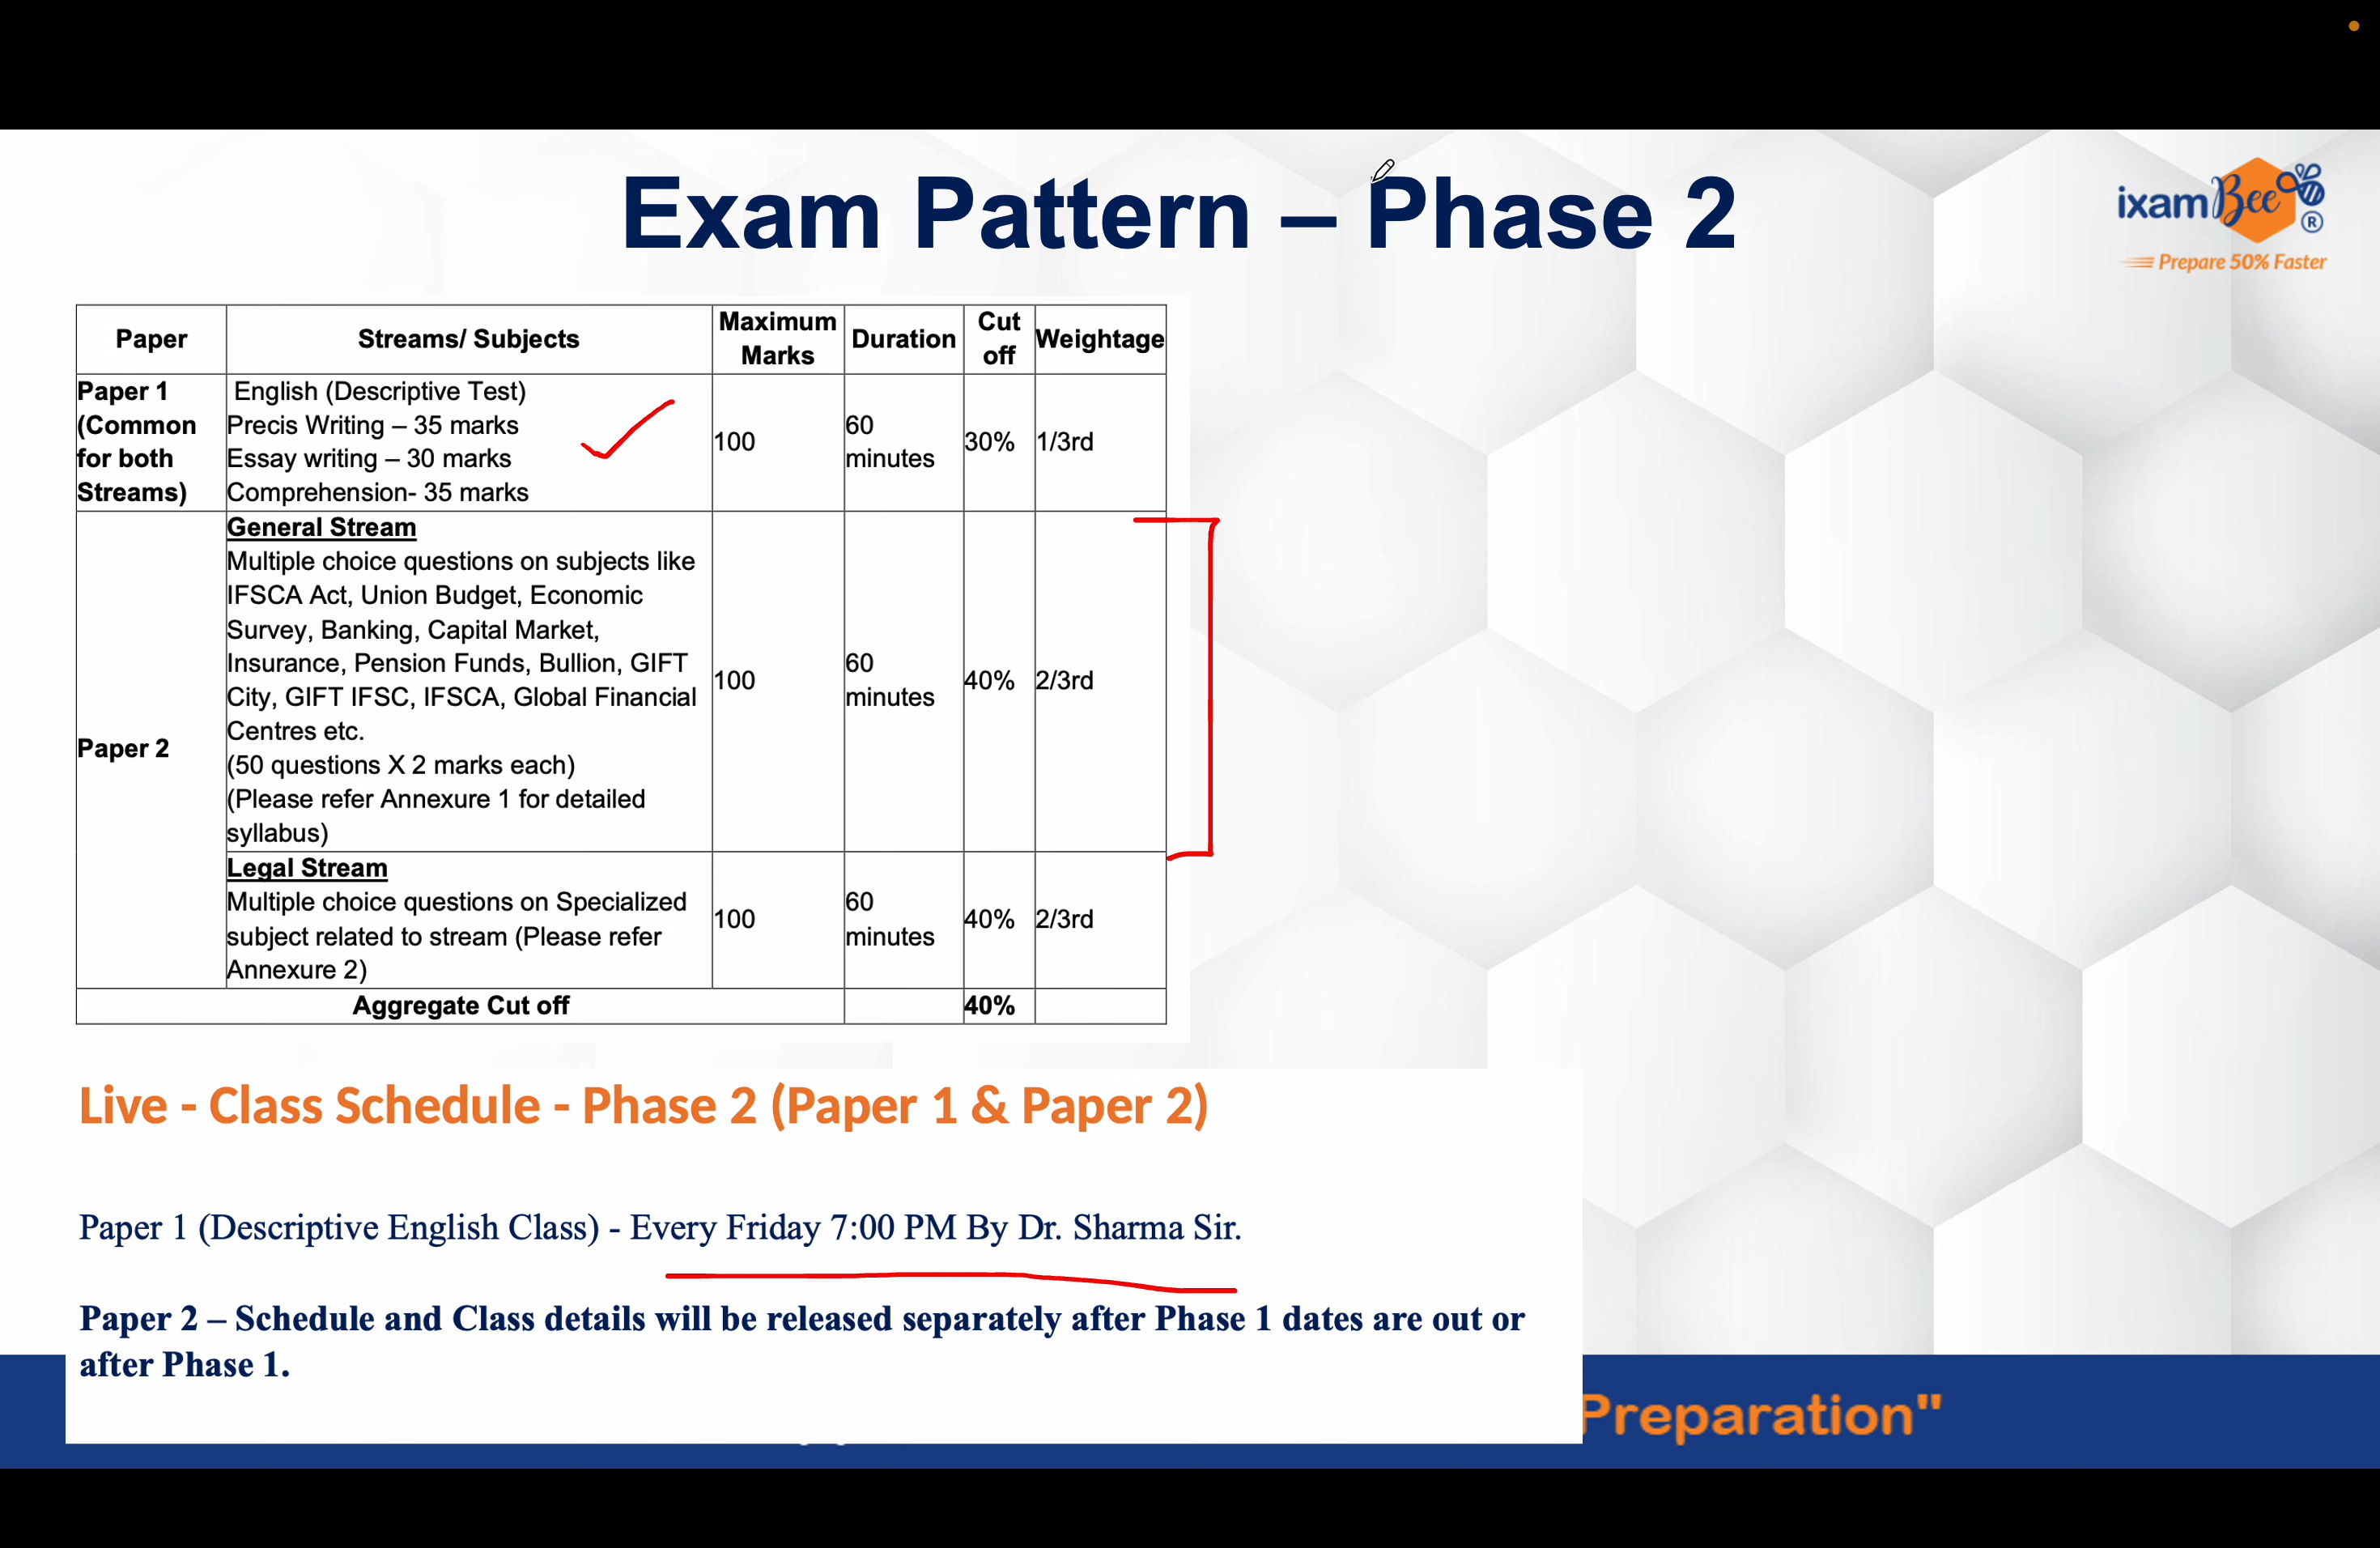 Exam Pattern – Phase 2
ixamBee®
Prepare 50% Faster
Paper Streams/ Subjects Maximum Marks Duration Cut off Weightage
Paper 1 (Common for both Streams)
English (Descriptive Test)
Precis Writing – 35 marks
Essay writing – 30 marks
Comprehension- 35 marks
100
60 minutes
30%
1/3rd
Paper 2
General Stream
Multiple choice questions on subjects like
IFSCA Act, Union Budget, Economic
Survey, Banking, Capital Market,
Insurance, Pension Funds, Bullion, GIFT
City, GIFT IFSC, IFSCA, Global Financial
Centres etc.
(50 questions X 2 marks each)
(Please refer Annexure 1 for detailed
syllabus)
100
60 minutes
40%
2/3rd
Legal Stream
Multiple choice questions on Specialized
subject related to stream (Please refer
Annexure 2)
100
60 minutes
40%
2/3rd
Aggregate Cut off 40%
Live - Class Schedule - Phase 2 (Paper 1 & Paper 2)
Paper 1 (Descriptive English Class) - Every Friday 7:00 PM By Dr. Sharma Sir.
Paper 2 – Schedule and Class details will be released separately after Phase 1 dates are out or
after Phase 1.
Preparation"